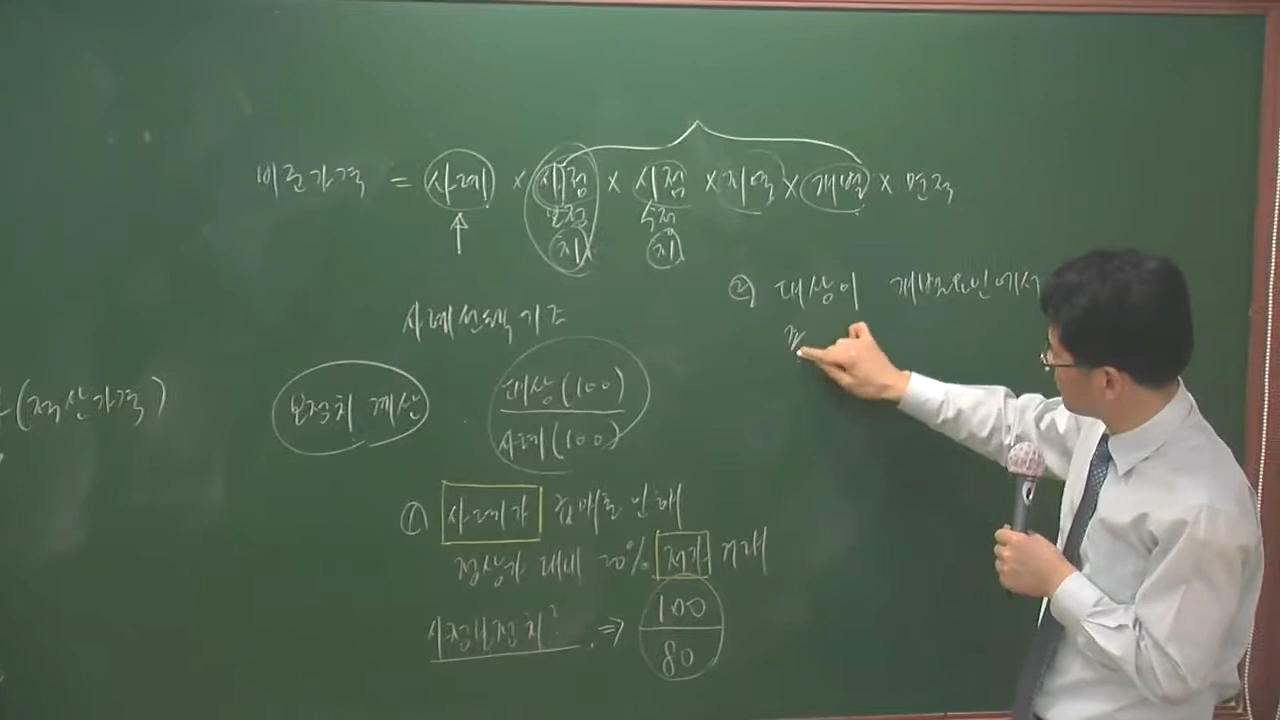 비준가격 = 사례 × 사정 × 시점 × 지역 × 개별 × 면적
보정 수정
치 치
② 대상이 개별요인에서
사례선택 기준
(적산가격)
보정치 계산
대상(100)
사례(100)
① 사례가 급매로 인해
정상가 대비 20% 저가 거래
100
사정보정치? ⇒
80